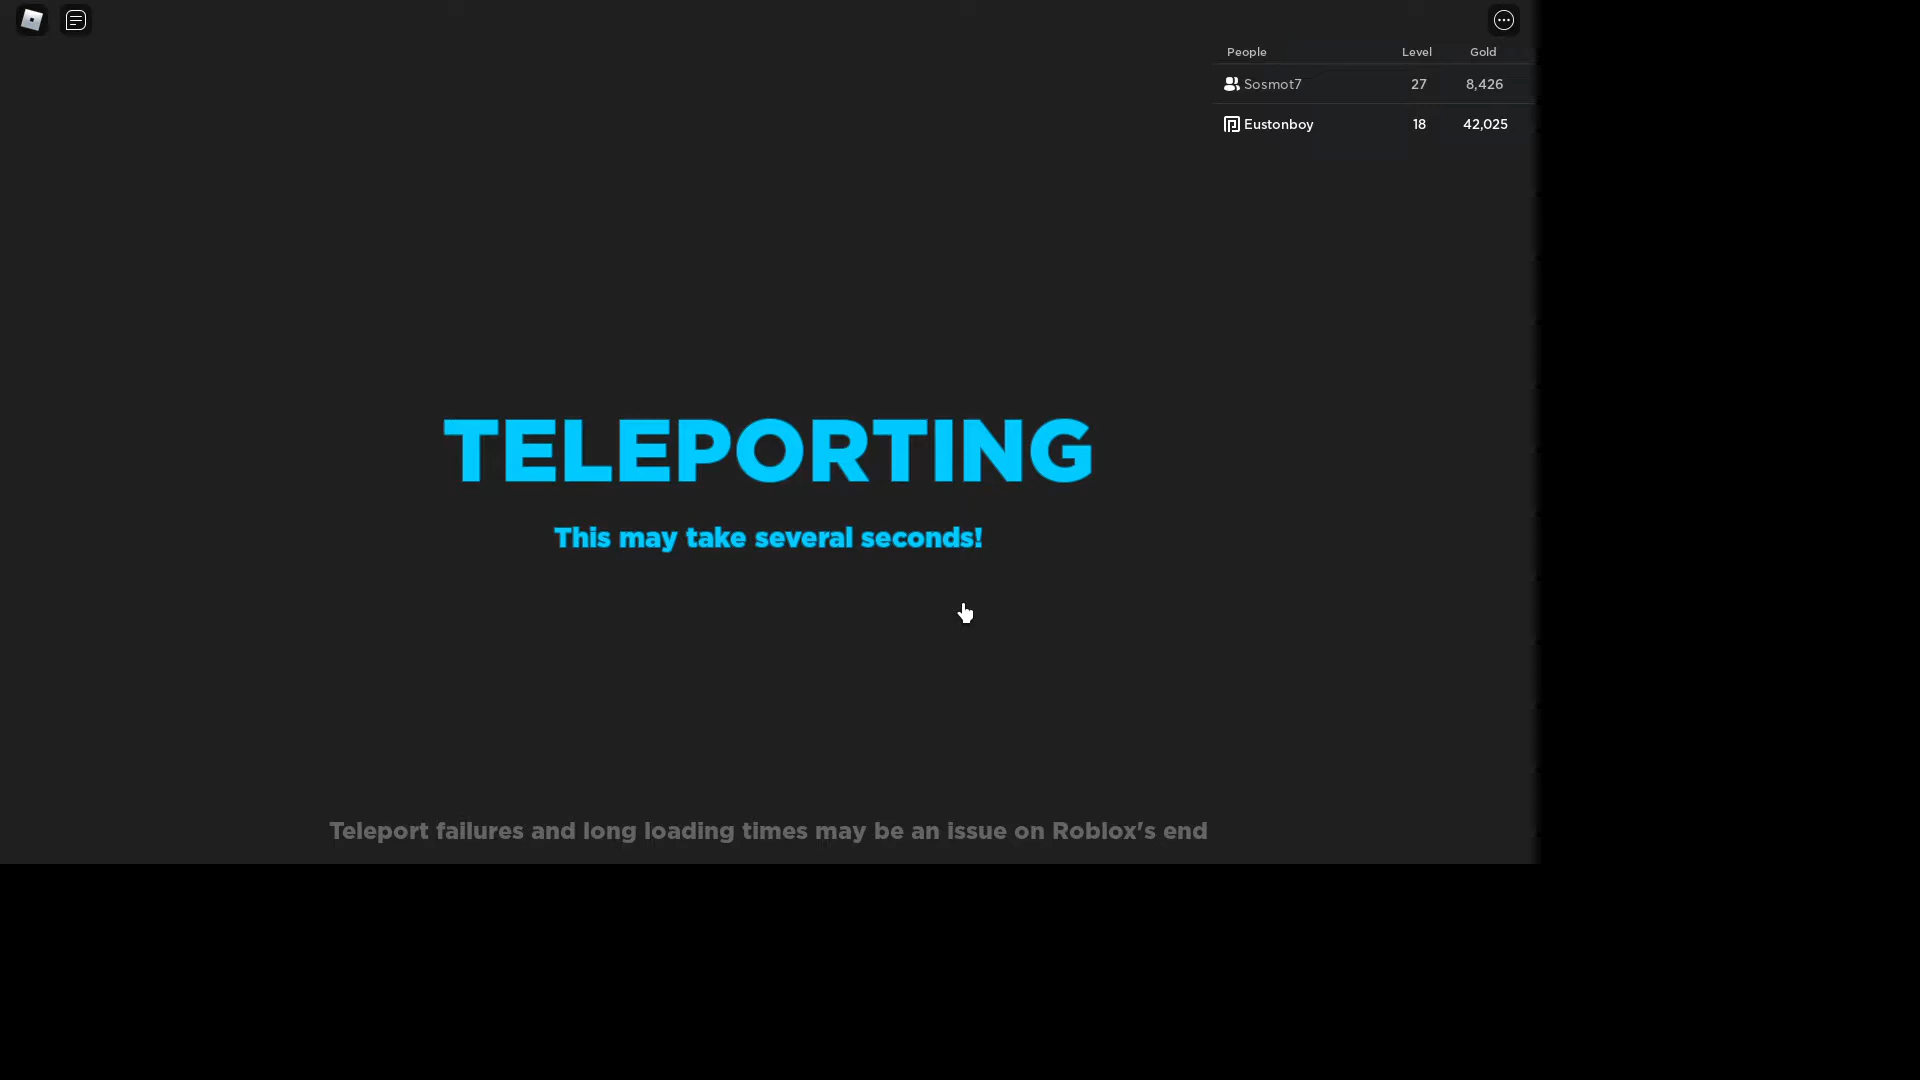 People Level Gold
Sosmot7 27 8,426
Eustonboy 18 42,025
TELEPORTING
This may take several seconds!
Teleport failures and long loading times may be an issue on Roblox's end